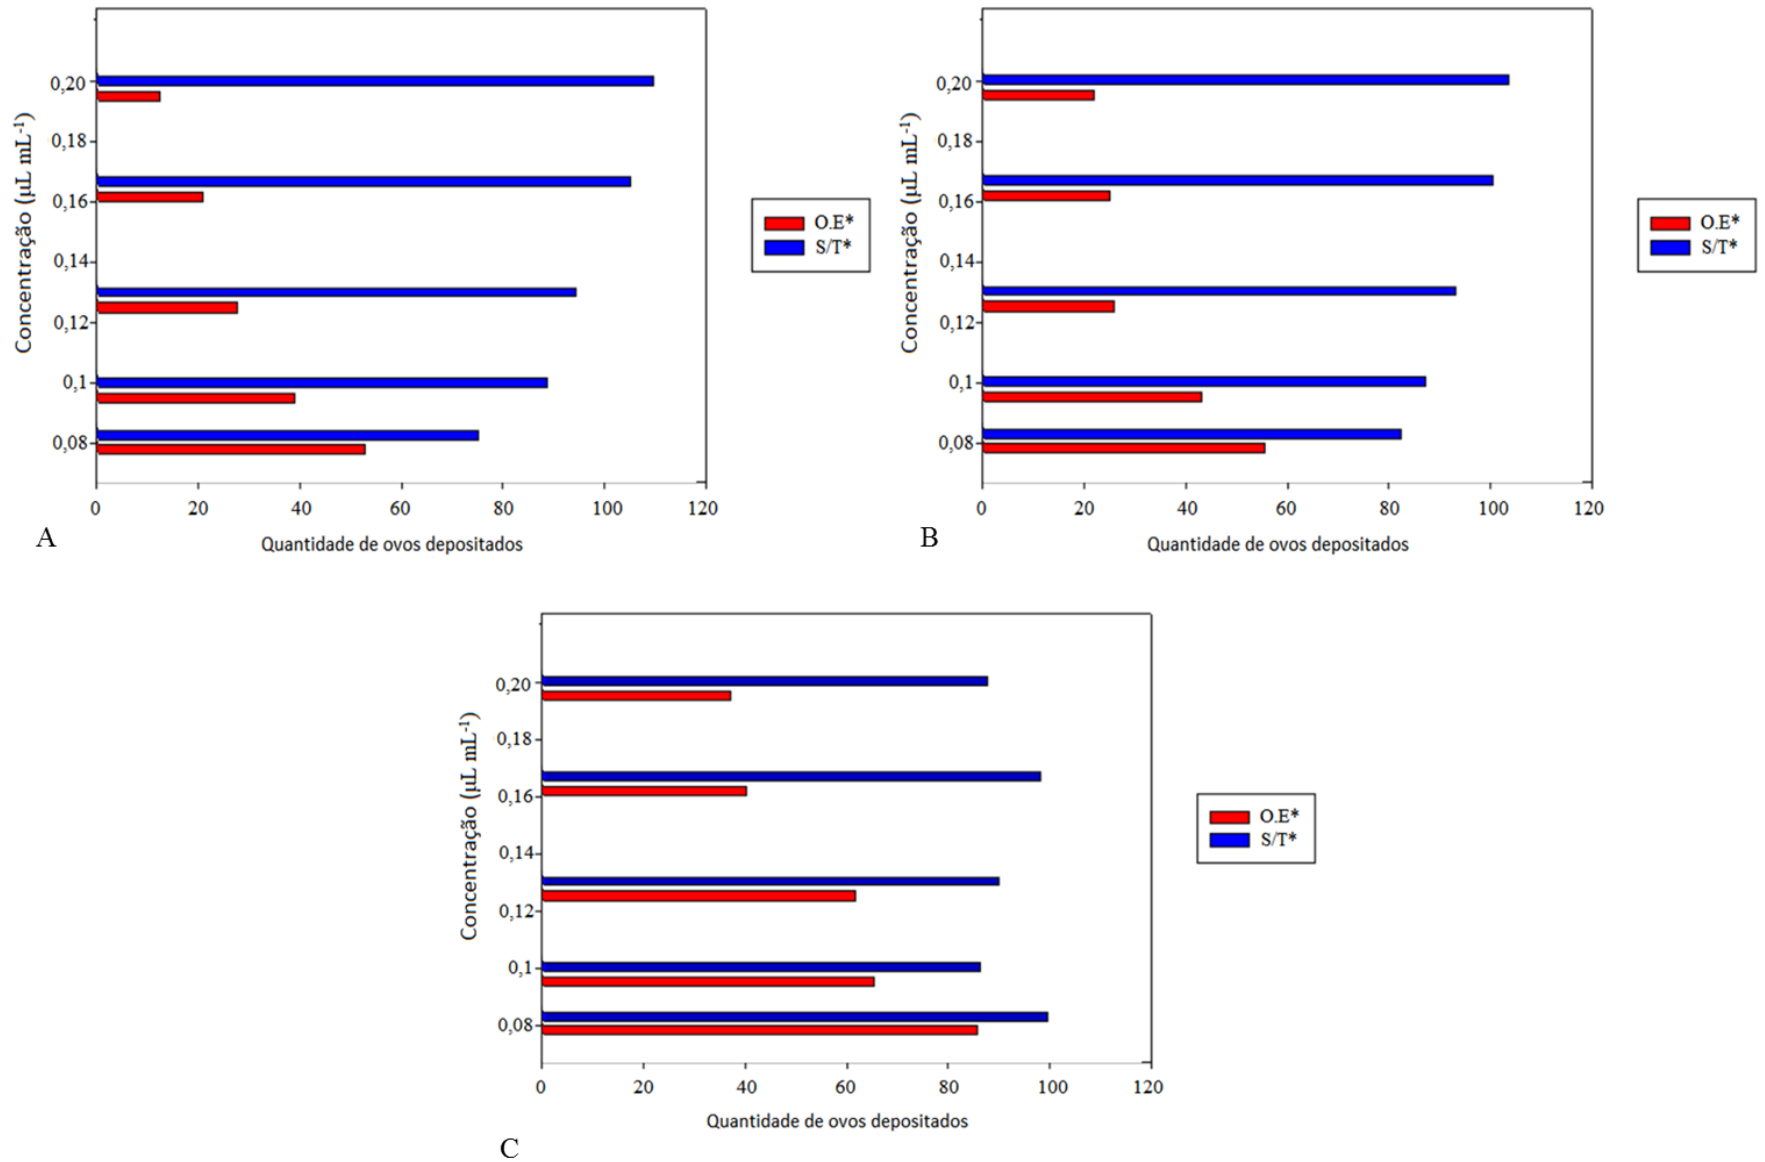 Concentração (µL mL-1)
0,20
0,18
0,16
0,14
0,12
0,1
0,08
0 20 40 60 80 100 120
Quantidade de ovos depositados
O.E*
S/T*
A
Concentração (µL mL-1)
0,20
0,18
0,16
0,14
0,12
0,1
0,08
0 20 40 60 80 100 120
Quantidade de ovos depositados
O.E*
S/T*
B
Concentração (µL mL-1)
0,20
0,18
0,16
0,14
0,12
0,1
0,08
0 20 40 60 80 100 120
Quantidade de ovos depositados
O.E*
S/T*
C